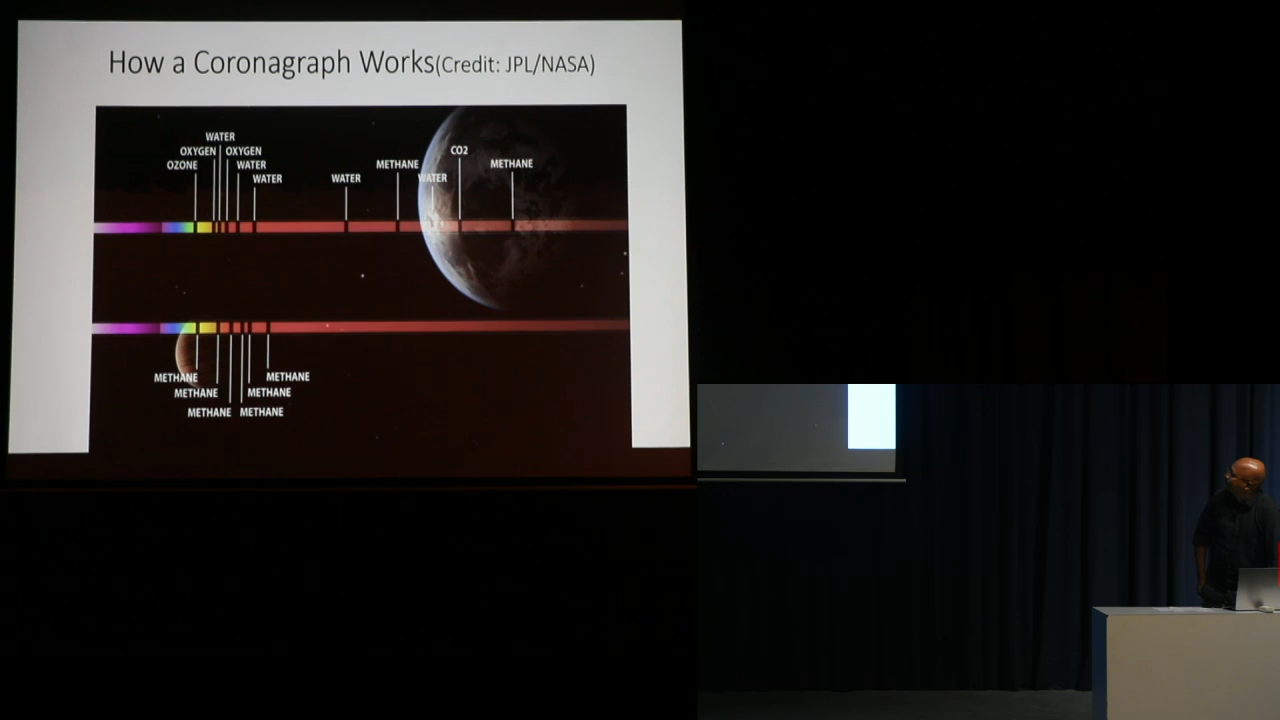 How a Coronagraph Works(Credit: JPL/NASA)
WATER
OXYGEN OXYGEN
OZONE WATER METHANE METHANE
CO2
WATER WATER WATER
METHANE METHANE
METHANE METHANE
METHANE METHANE